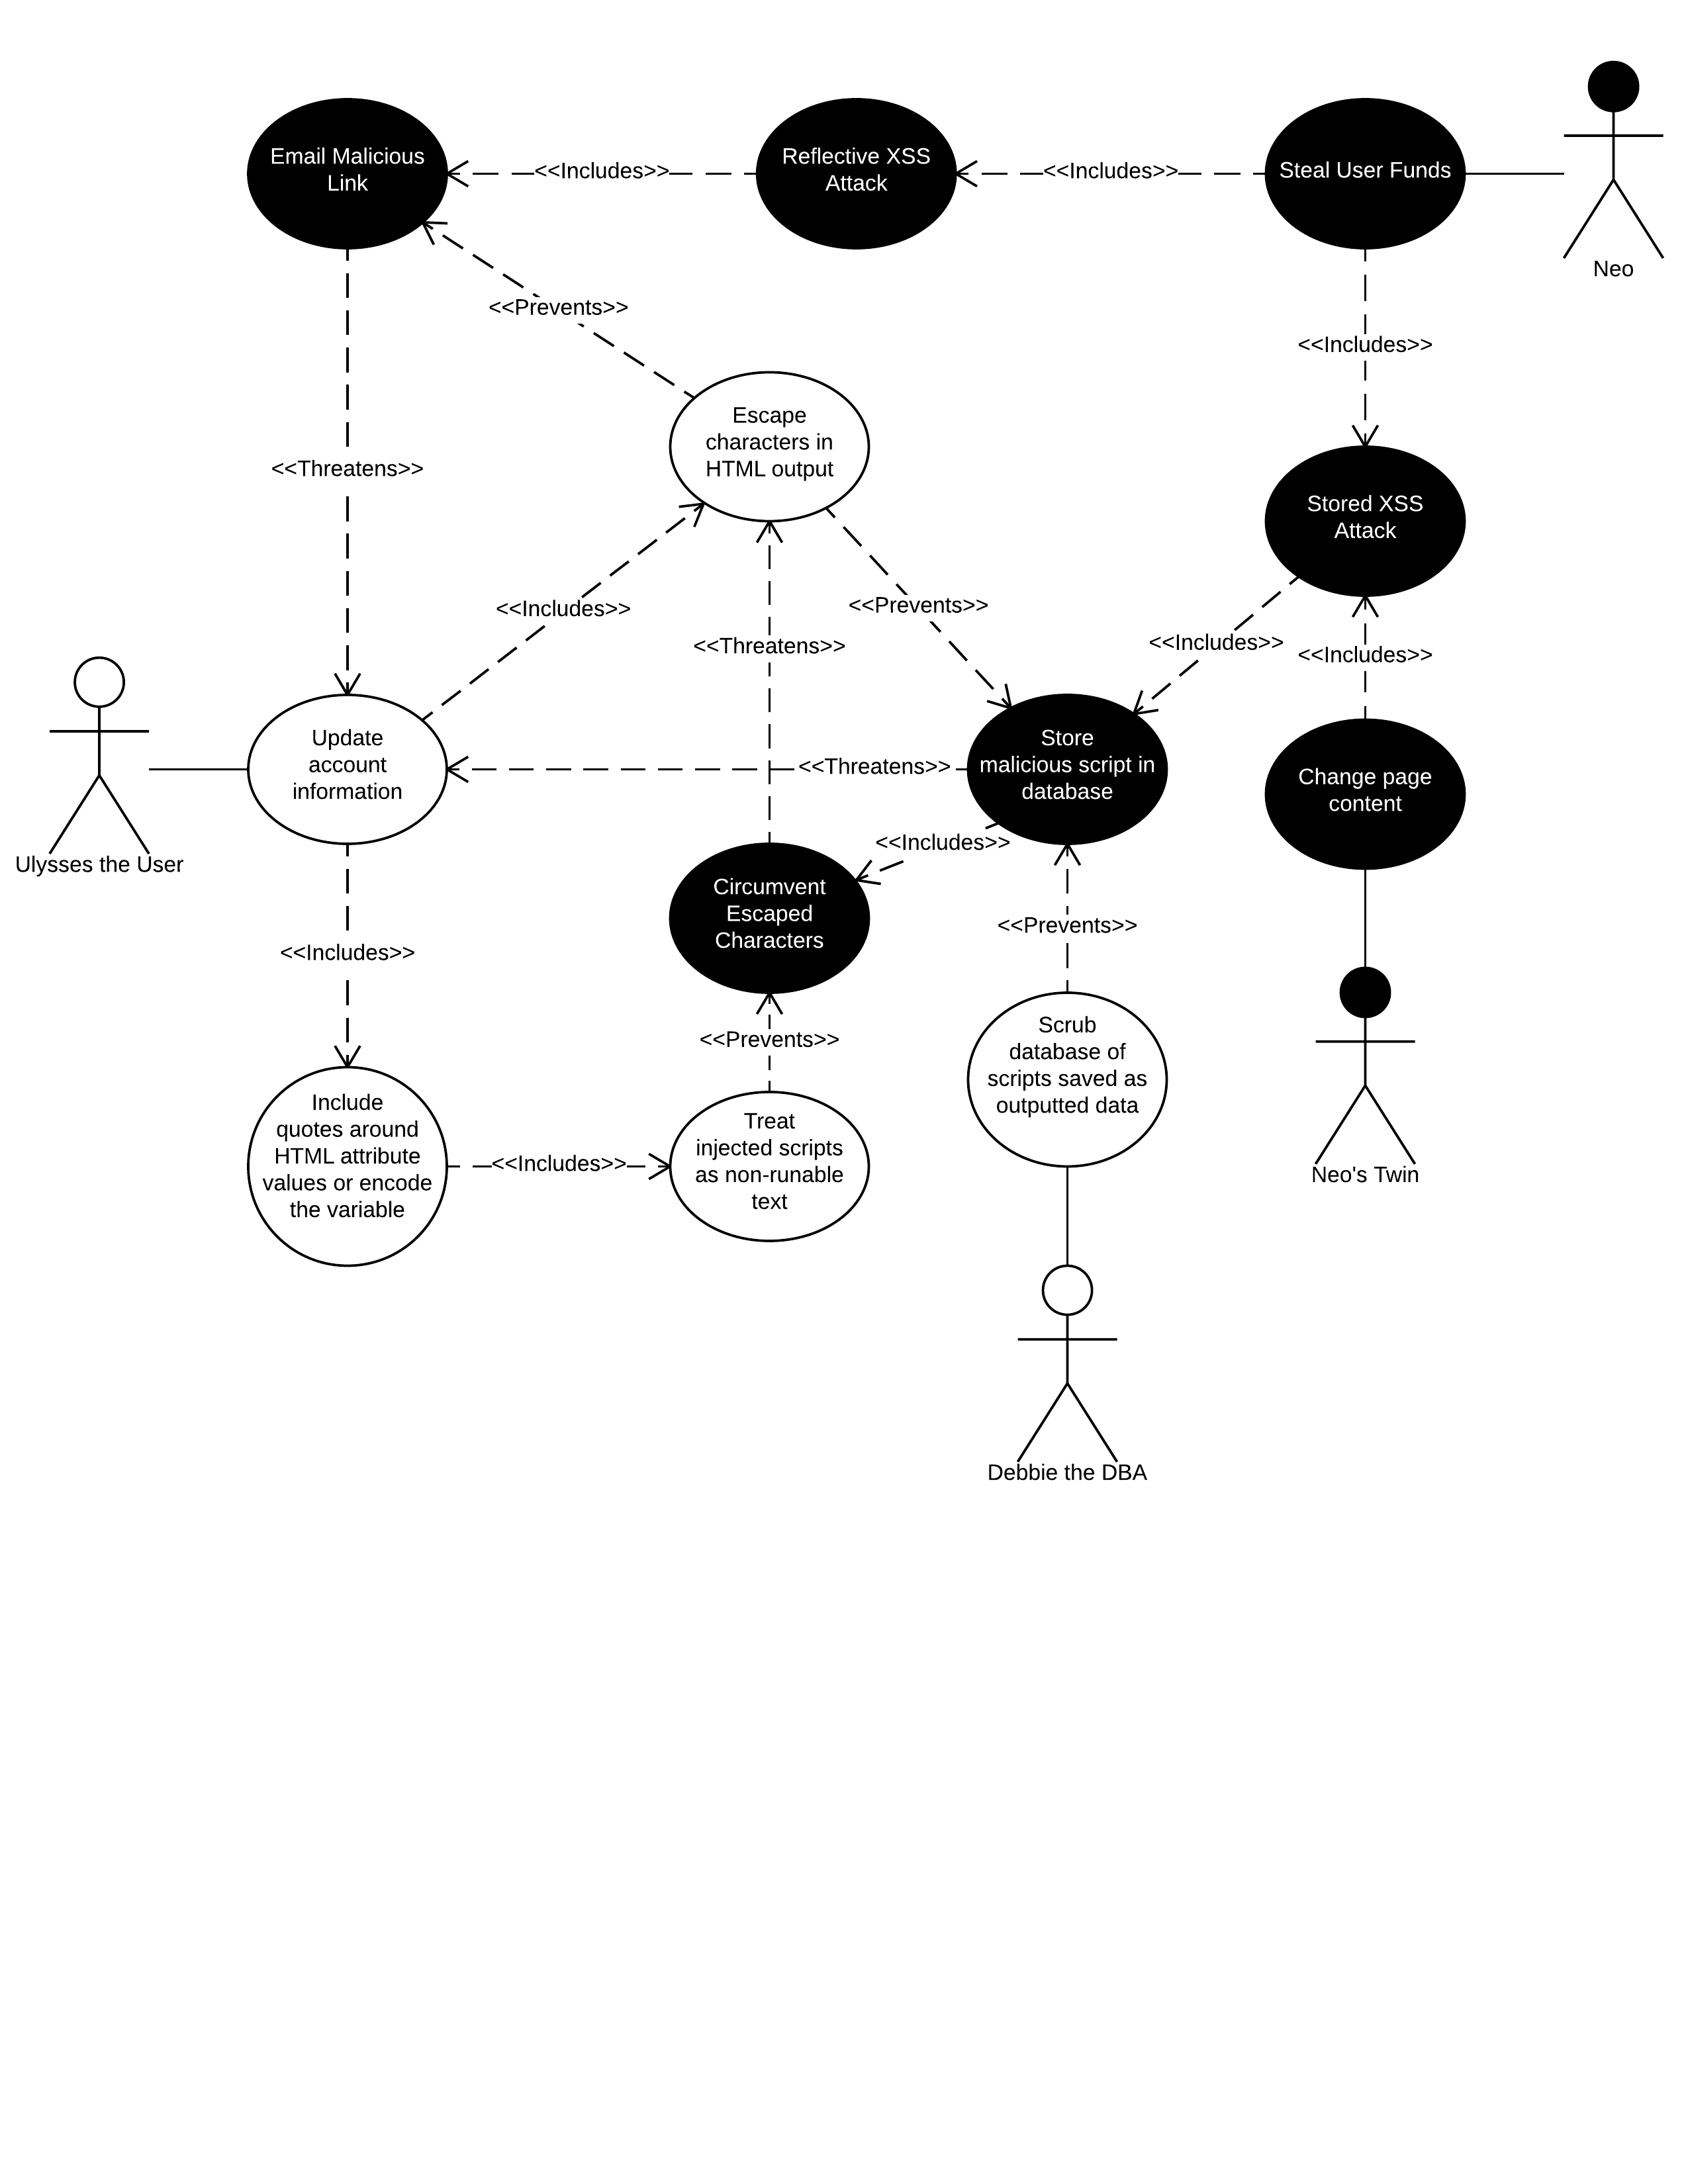 Email Malicious
Link
<<Includes>>
Reflective XSS
Attack
<<Includes>>
Steal User Funds
Neo
<<Prevents>>
<<Includes>>
Escape
characters in
HTML output
<<Threatens>>
Stored XSS
Attack
<<Includes>>
<<Prevents>>
<<Threatens>>
<<Includes>>
<<Includes>>
Ulysses the User
Update
account
information
<<Threatens>>
Store
malicious script in
database
Change page
content
<<Includes>>
Circumvent
Escaped
Characters
<<Includes>>
<<Prevents>>
<<Prevents>>
Scrub
database of
scripts saved as
outputted data
Include
quotes around
HTML attribute
values or encode
the variable
<<Includes>>
Treat
injected scripts
as non-runable
text
Neo's Twin
Debbie the DBA